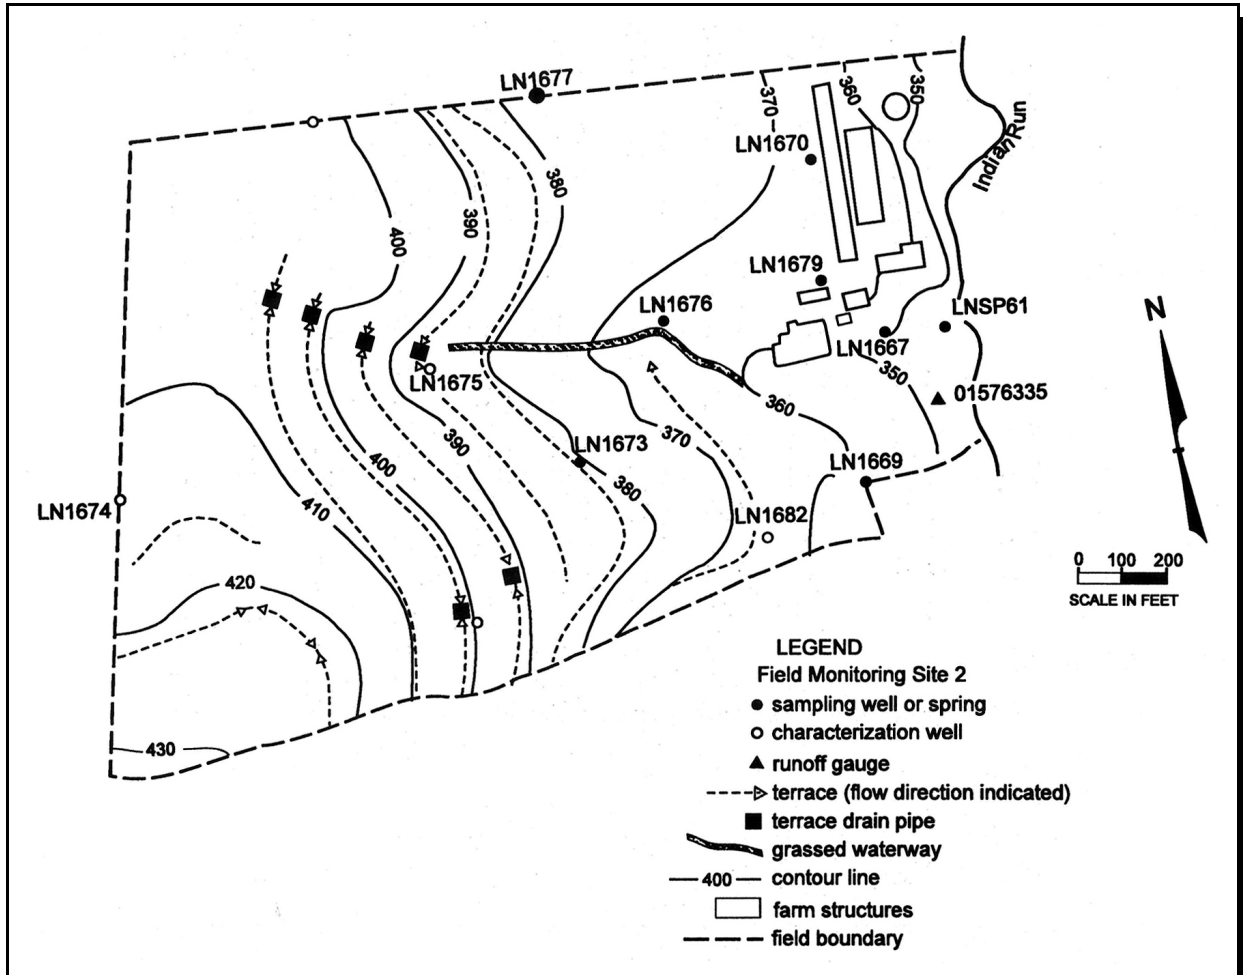 LN1677
370
360
350
LN1670
Indian Run
380
390
400
LN1679
LN1676
LNSP61
LN1667
350
LN1675
01576335
360
390
370
LN1673
400
LN1669
380
LN1674
410
LN1682
420
430
N
0 100 200
SCALE IN FEET
LEGEND
Field Monitoring Site 2
sampling well or spring
characterization well
runoff gauge
terrace (flow direction indicated)
terrace drain pipe
grassed waterway
400 contour line
farm structures
field boundary